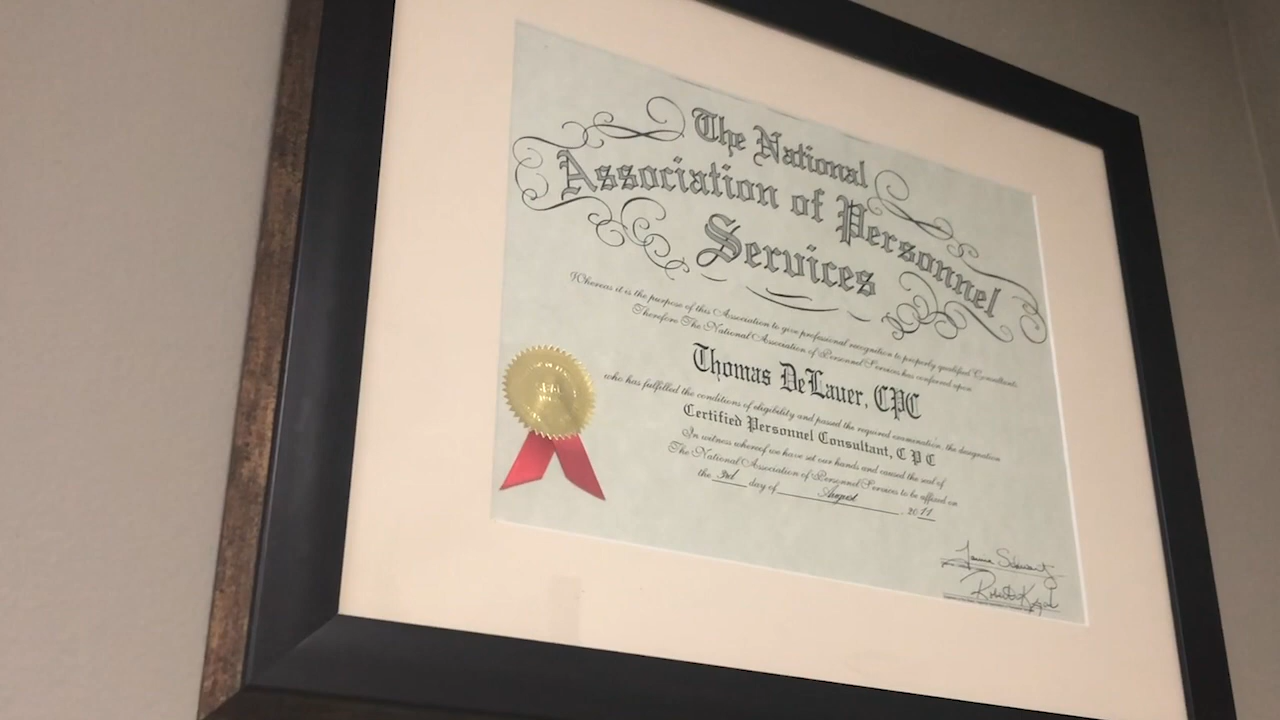 The National
Association of Personnel
Services
Whereas it is the purpose of this Association to give professional recognition to properly qualified Consultants
Therefore The National Association of Personnel Services has conferred upon
Thomas DeLauer, CPC
who has fulfilled the conditions of eligibility and passed the required examination, the designation
Certified Personnel Consultant, C P C
In witness whereof we have set our hands and caused the seal of
The National Association of Personnel Services to be affixed on
the 3rd day of August, 2011